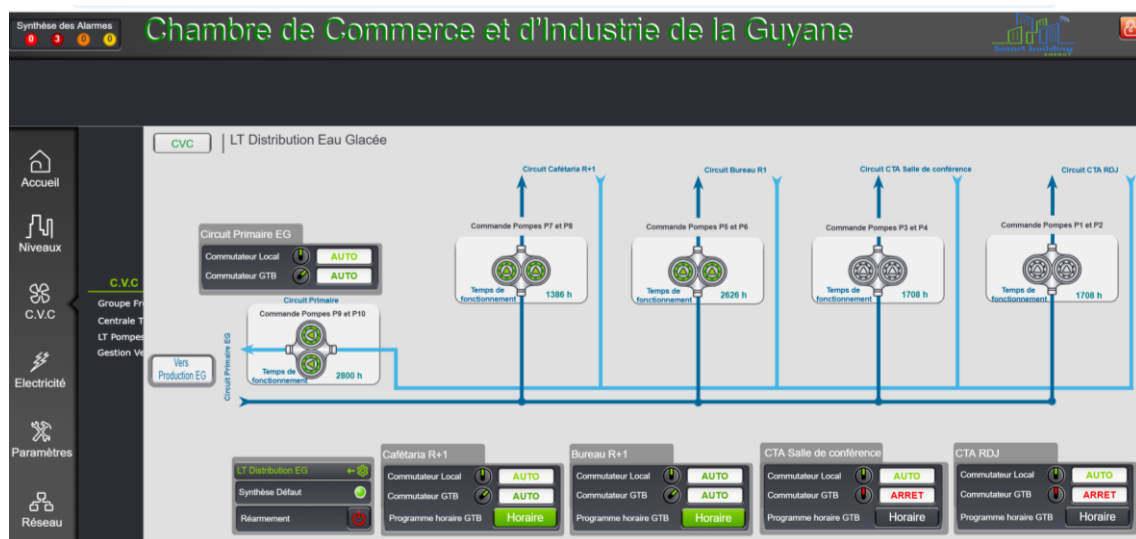 Synthèse des Alarmes
0 3 0 0
Chambre de Commerce et d'Industrie de la Guyane
Smart building
ENERGY
CVC
LT Distribution Eau Glacée
Accueil
Niveaux
C.V.C
Electricité
Paramètres
Réseau
C.V.C
Groupe Fr
Centrale T
LT Pompes
Gestion Ve
Circuit Cafétaria R+1
Circuit Bureau R1
Circuit CTA Salle de conférence
Circuit CTA RDJ
Commande Pompes P7 et P8
Commande Pompes P5 et P6
Commande Pompes P3 et P4
Commande Pompes P1 et P2
Temps de
fonctionnement
1386 h
Temps de
fonctionnement
2626 h
Temps de
fonctionnement
1708 h
Temps de
fonctionnement
1708 h
Circuit Primaire EG
Commutateur Local AUTO
Commutateur GTB AUTO
Circuit Primaire
Commande Pompes P9 et P10
Temps de
fonctionnement
2800 h
Vers
Production EG
Circuit Primaire EG
LT Distribution EG
Synthèse Défaut
Réarmement
Cafétaria R+1
Commutateur Local AUTO
Commutateur GTB AUTO
Programme horaire GTB Horaire
Bureau R+1
Commutateur Local AUTO
Commutateur GTB AUTO
Programme horaire GTB Horaire
CTA Salle de conférence
Commutateur Local AUTO
Commutateur GTB ARRET
Programme horaire GTB Horaire
CTA RDJ
Commutateur Local AUTO
Commutateur GTB ARRET
Programme horaire GTB Horaire